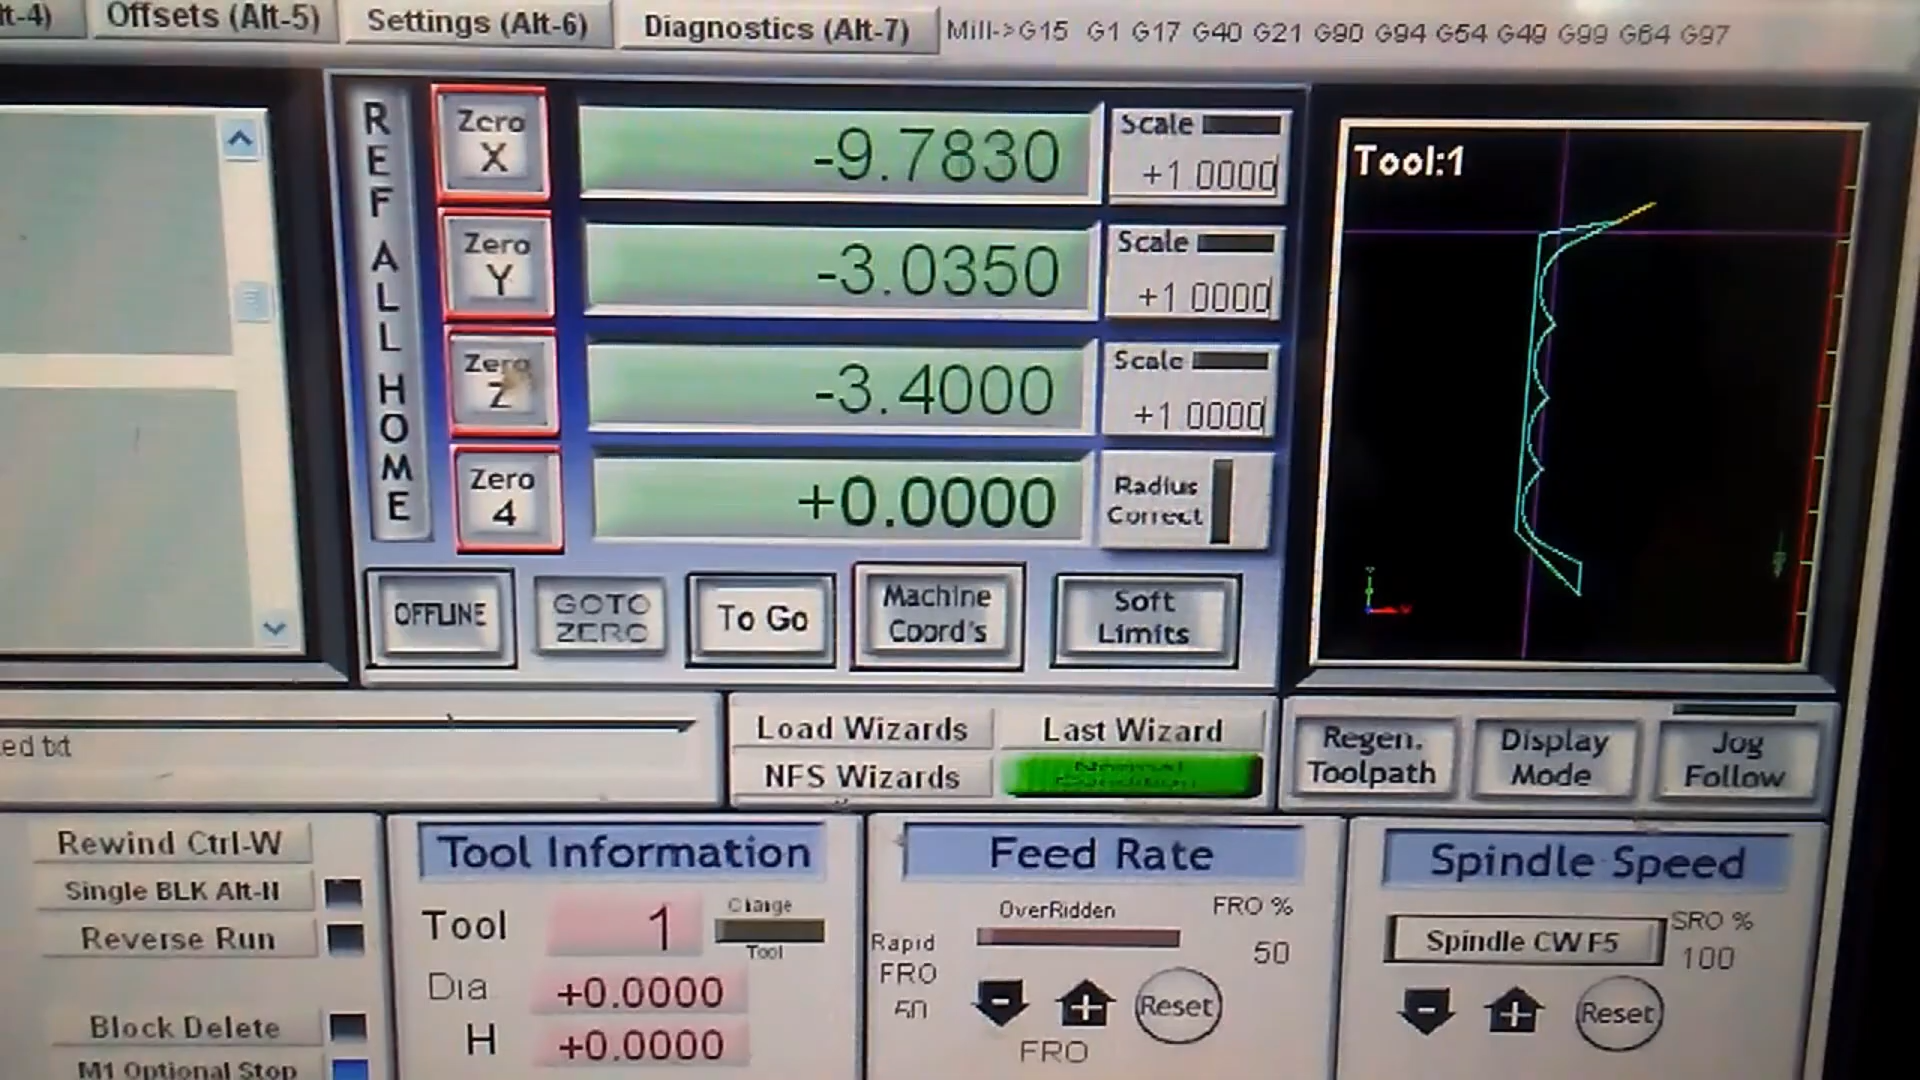 lt-4) Offsets (Alt-5) Settings (Alt-6) Diagnostics (Alt-7) Mill->G15 G1 G17 G40 G21 G90 G94 G54 G49 G99 G64 G97
REF ALL HOME
Zero X -9.7830 Scale +1.0000
Zero Y -3.0350 Scale +1.0000
Zero Z -3.4000 Scale +1.0000
Zero 4 +0.0000 Radius Correct
Tool:1
OFFLINE GOTO ZERO To Go Machine Coord's Soft Limits
ed txt
Load Wizards Last Wizard
NFS Wizards
Regen. Toolpath Display Mode Jog Follow
Rewind Ctrl-W
Single BLK Alt-N
Reverse Run
Block Delete
M1 Optional Stop
Tool Information
Tool 1 Change Tool
Dia +0.0000
H +0.0000
Feed Rate
OverRidden FRO %
50
Rapid FRO
50
- + Reset
FRO
Spindle Speed
Spindle CW F5 SRO %
100
- + Reset